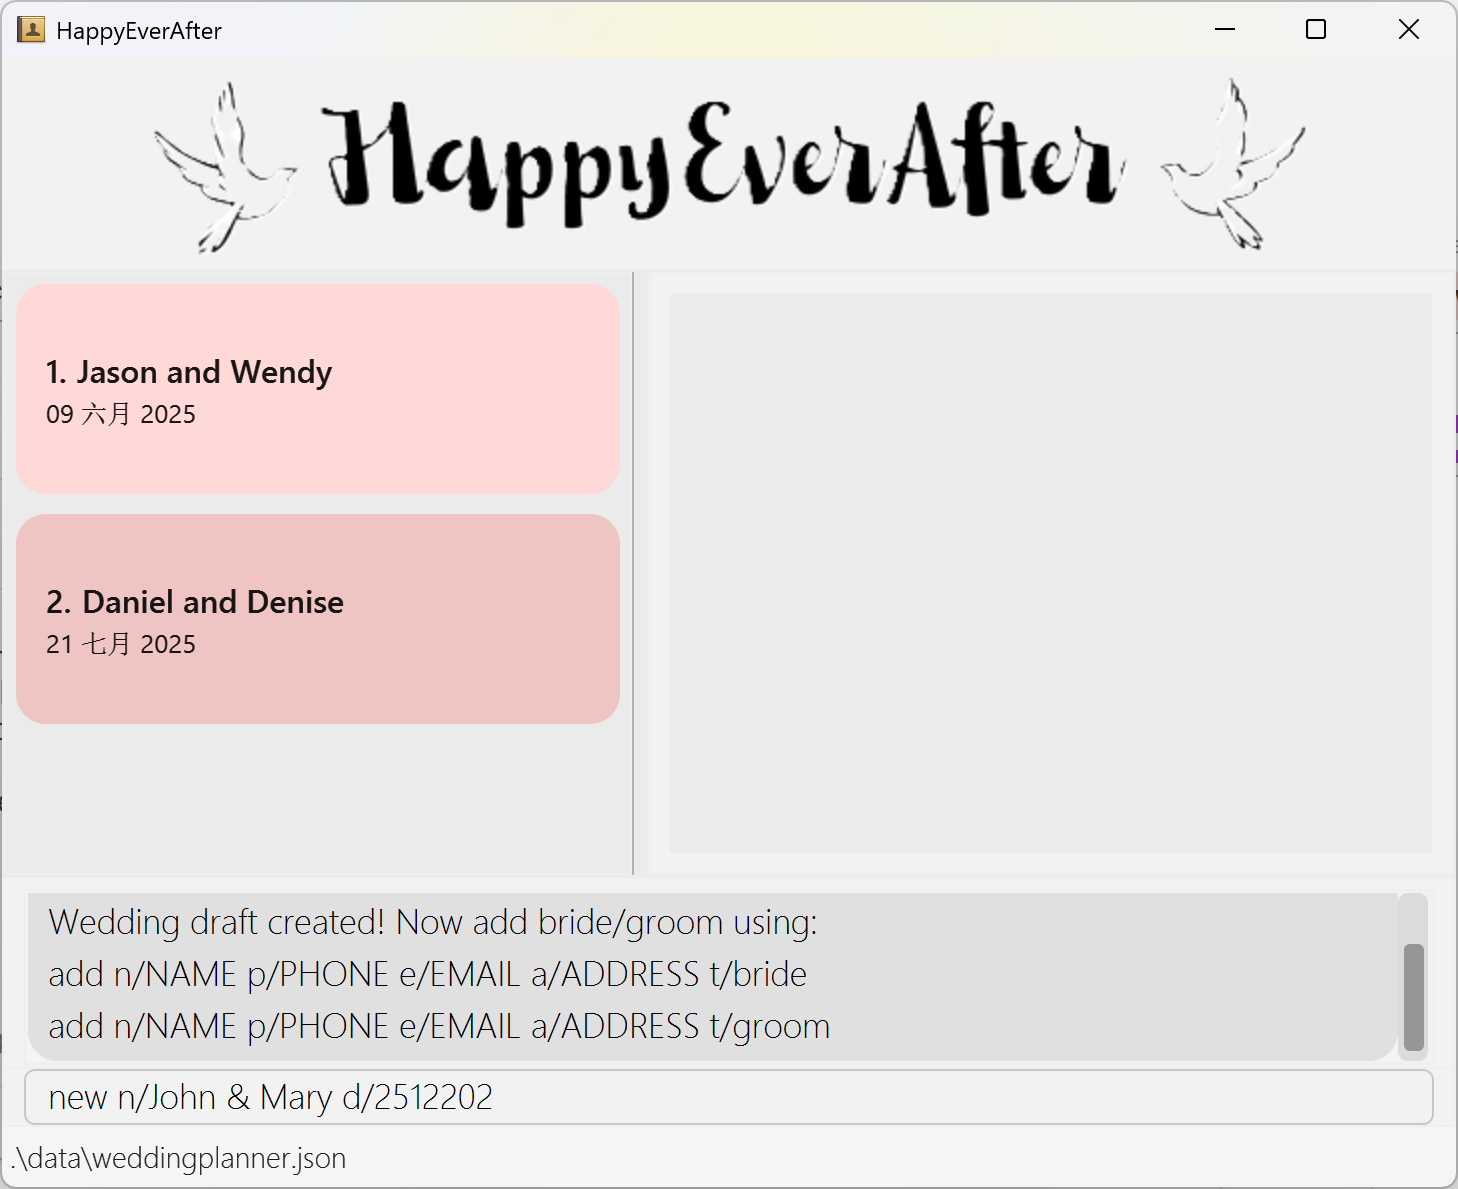 HappyEverAfter
HappyEverAfter
1. Jason and Wendy
09 六月 2025
2. Daniel and Denise
21 七月 2025
Wedding draft created! Now add bride/groom using:
add n/NAME p/PHONE e/EMAIL a/ADDRESS t/bride
add n/NAME p/PHONE e/EMAIL a/ADDRESS t/groom
new n/John & Mary d/2512202
.\data\weddingplanner.json